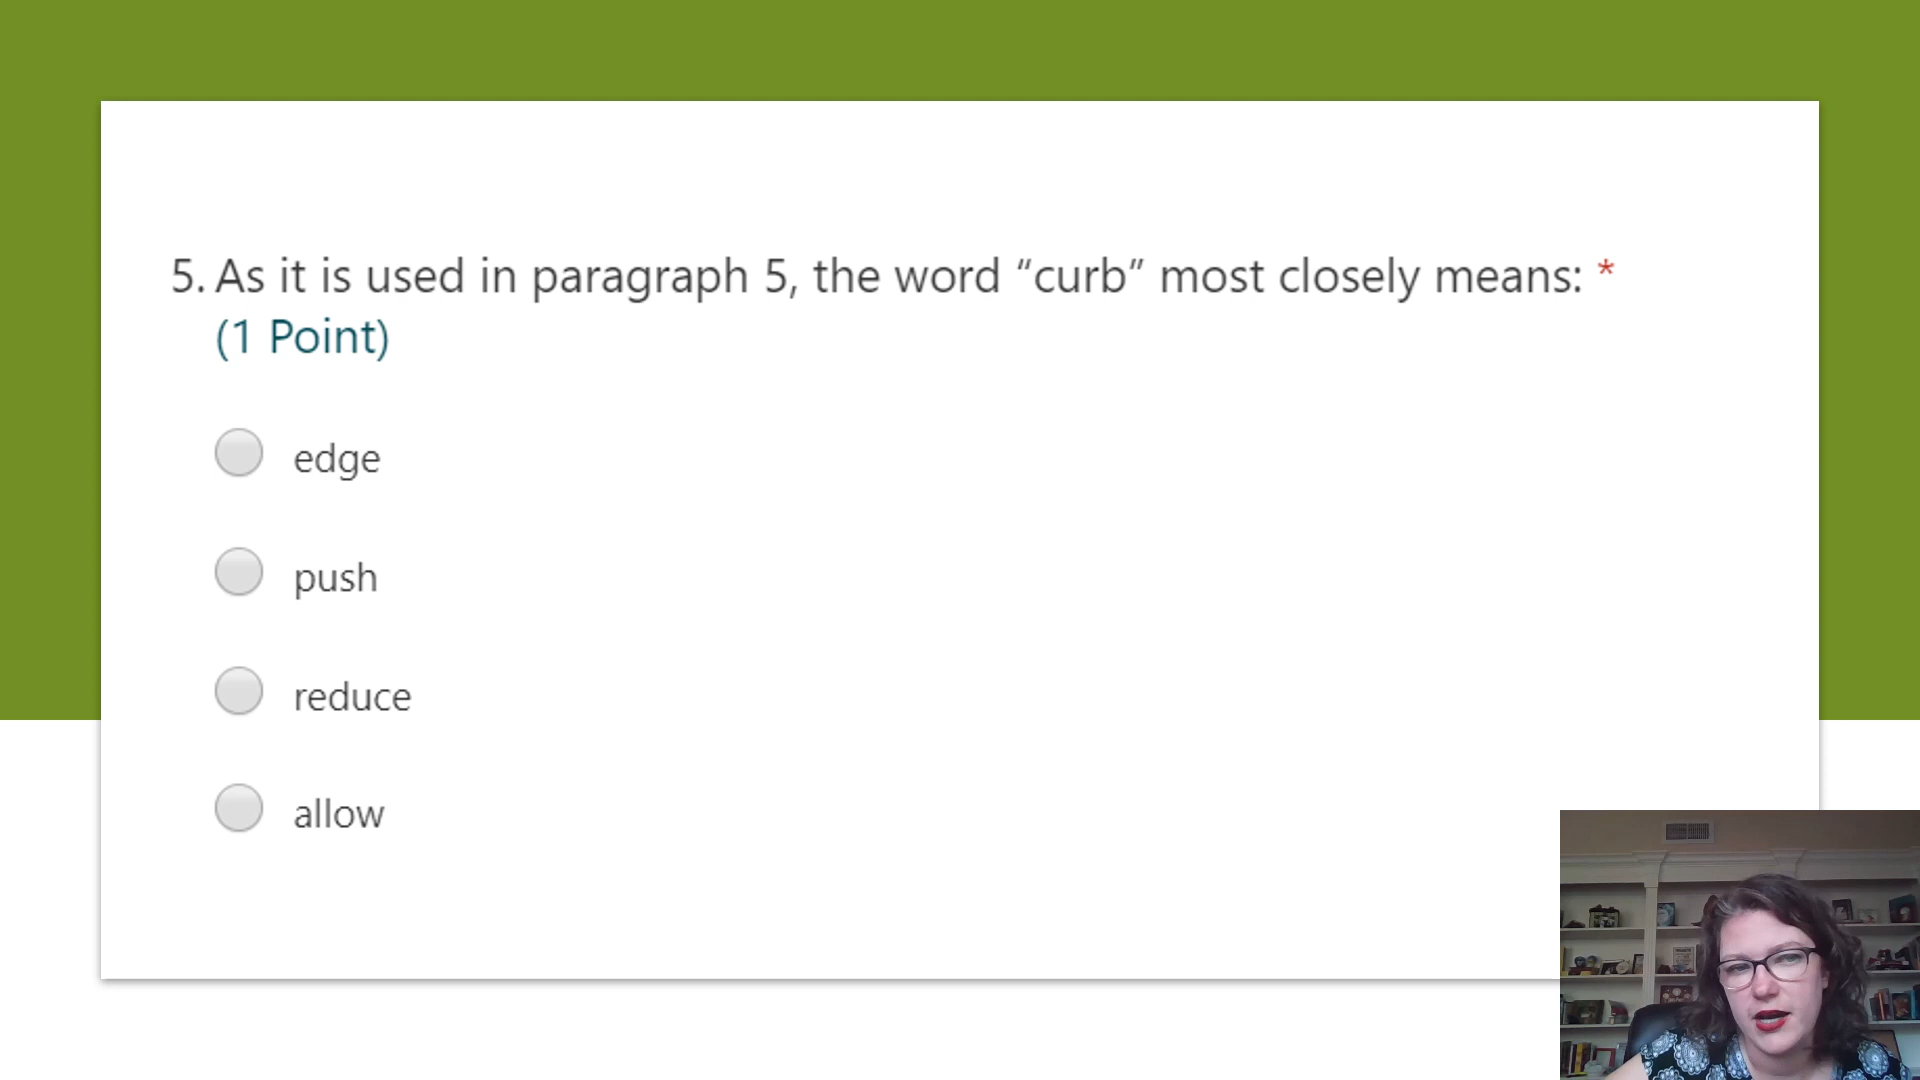 5. As it is used in paragraph 5, the word “curb” most closely means: *
(1 Point)
edge
push
reduce
allow